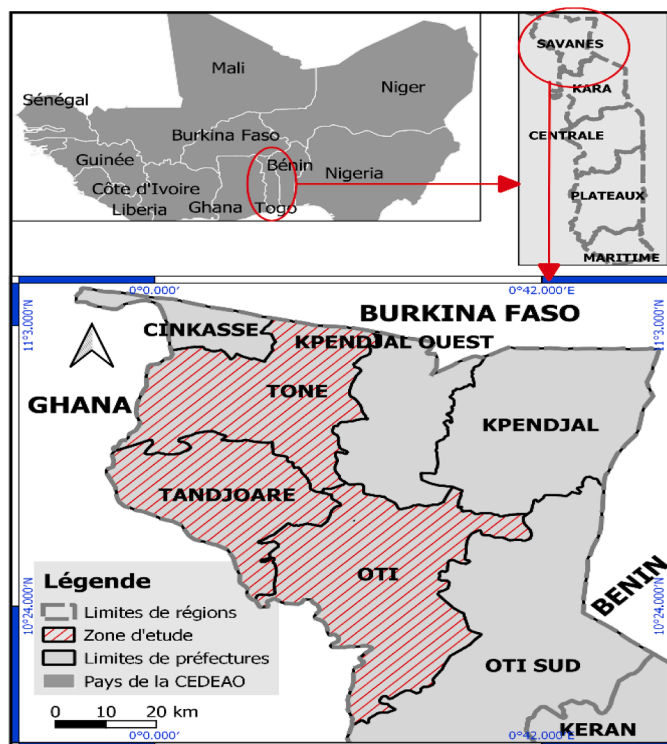 Mali
Niger
Sénégal
Burkina Faso
Guinée
Bénin
Nigeria
Côte d'Ivoire
Liberia
Ghana
Togo
SAVANES
KARA
CENTRALE
PLATEAUX
MARITIME
0°0.000'
0°42.000'E
11°3.000'N
11°3.000'N
BURKINA FASO
CINKASSE
KPENDJAL OUEST
GHANA
TONE
KPENDJAL
TANDJOARE
OTI
BENIN
10°24.000'N
10°24.000'N
Légende
Limites de régions
Zone d'etude
Limites de préfectures
Pays de la CEDEAO
0 10 20 km
OTI SUD
KERAN
0°0.000'
0°42.000'E